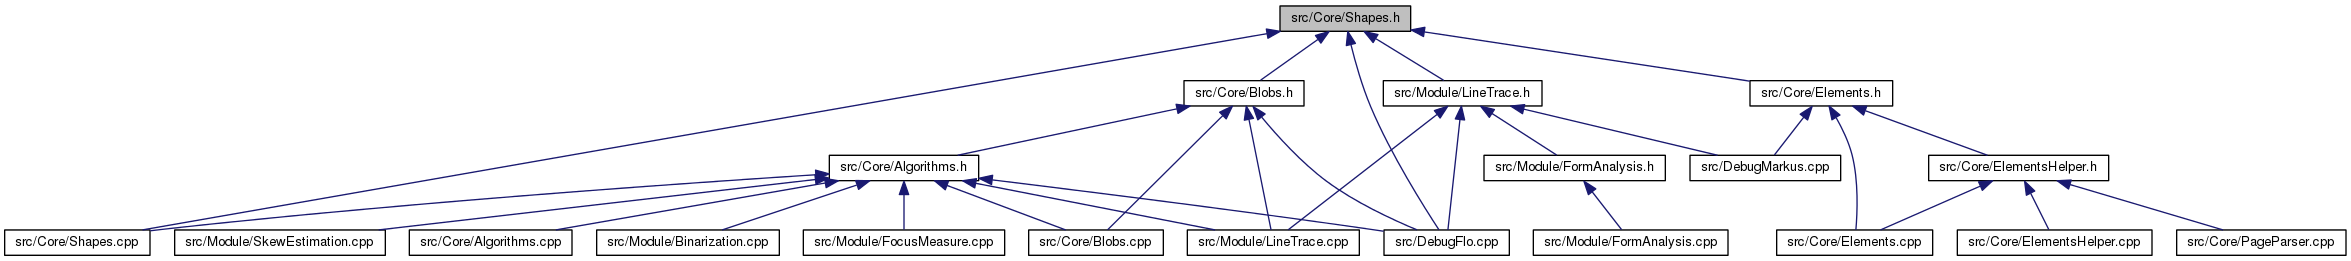 src/Core/Shapes.h
src/Core/Blobs.h
src/Module/LineTrace.h
src/Core/Elements.h
src/Core/Algorithms.h
src/Module/FormAnalysis.h
src/DebugMarkus.cpp
src/Core/ElementsHelper.h
src/Core/Shapes.cpp
src/Module/SkewEstimation.cpp
src/Core/Algorithms.cpp
src/Module/Binarization.cpp
src/Module/FocusMeasure.cpp
src/Core/Blobs.cpp
src/Module/LineTrace.cpp
src/DebugFlo.cpp
src/Module/FormAnalysis.cpp
src/Core/Elements.cpp
src/Core/ElementsHelper.cpp
src/Core/PageParser.cpp